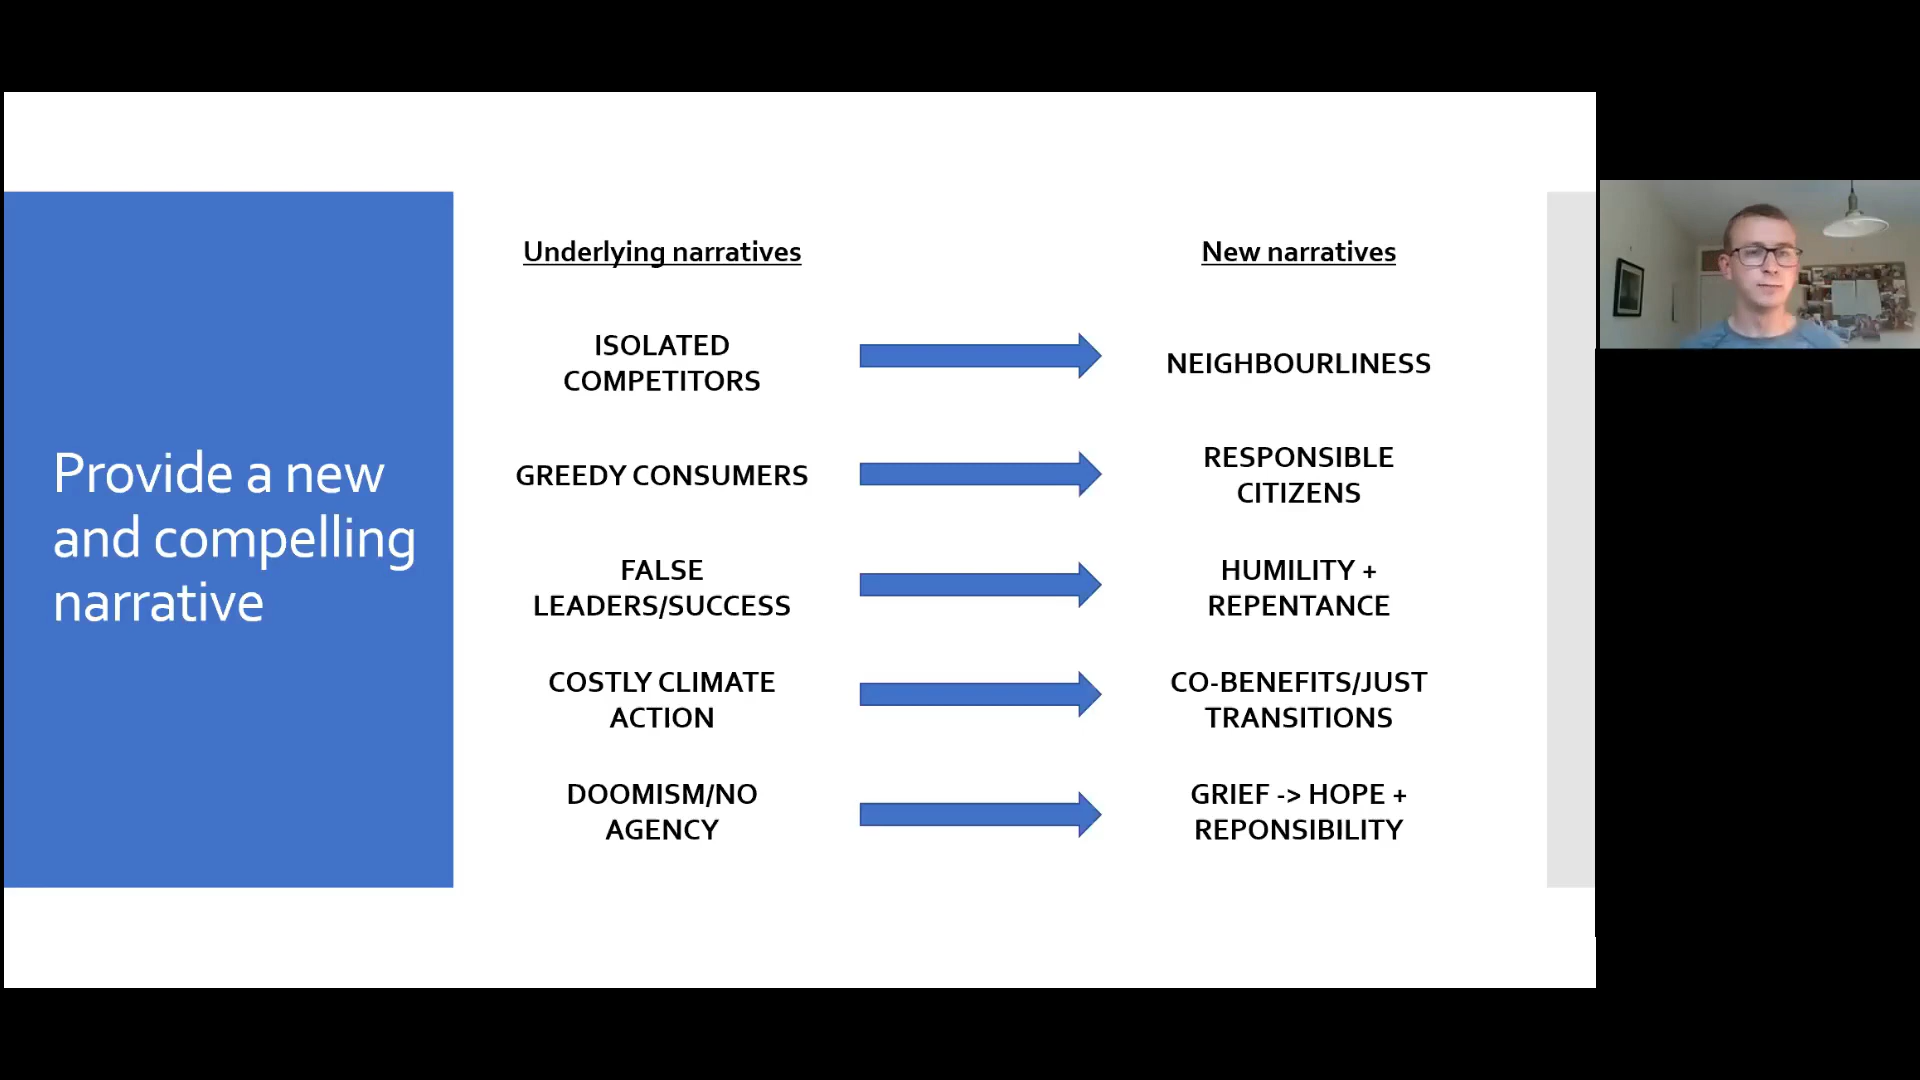 Provide a new
and compelling
narrative
Underlying narratives
New narratives
ISOLATED
COMPETITORS
NEIGHBOURLINESS
GREEDY CONSUMERS
RESPONSIBLE
CITIZENS
FALSE
LEADERS/SUCCESS
HUMILITY +
REPENTANCE
COSTLY CLIMATE
ACTION
CO-BENEFITS/JUST
TRANSITIONS
DOOMISM/NO
AGENCY
GRIEF -> HOPE +
REPONSIBILITY